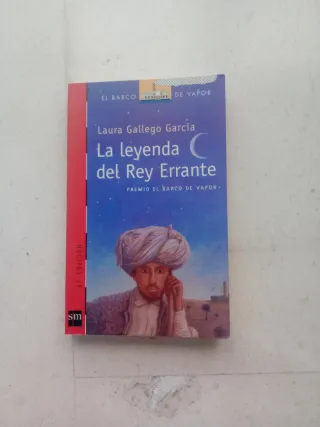 EL BARCO DE VAPOR
Laura Gallego García
La leyenda
del Rey Errante
PREMIO EL BARCO DE VAPOR
sm